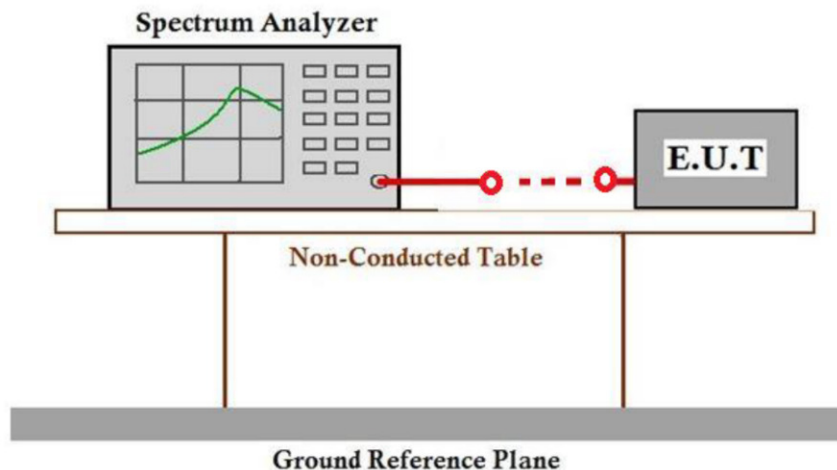 Spectrum Analyzer
E.U.T
Non-Conducted Table
Ground Reference Plane